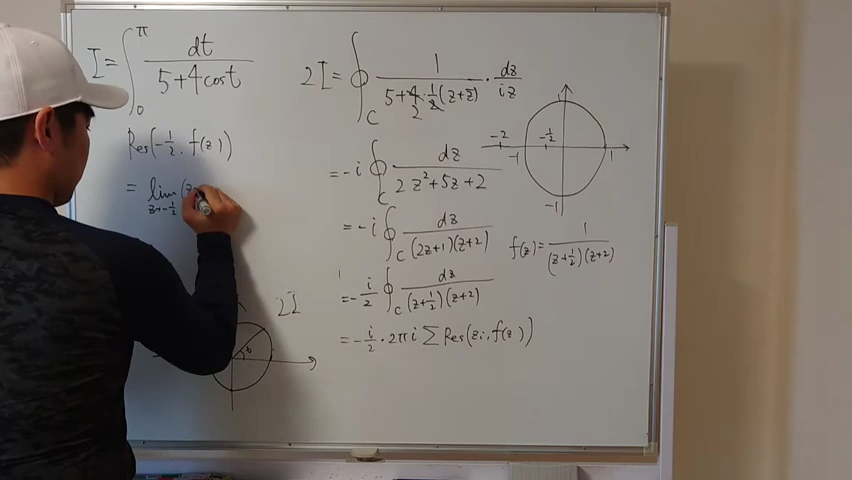 I = ∫₀^π dt / (5+4cost)
Res(-1/2, f(z))
= lim z→-1/2 (z
2I = ∮_C 1 / (5+4·1/2(z+z̄)) · dz / iz
2
= -i ∮_C dz / (2z²+5z+2)
= -i ∮_C dz / ((2z+1)(z+2))
= -i/2 ∮_C dz / ((z+1/2)(z+2))
= -i/2 · 2πi Σ Res(zi, f(z))
f(z) = 1 / ((z+1/2)(z+2))
1
-2 -1/2
-1 1
-1
2I